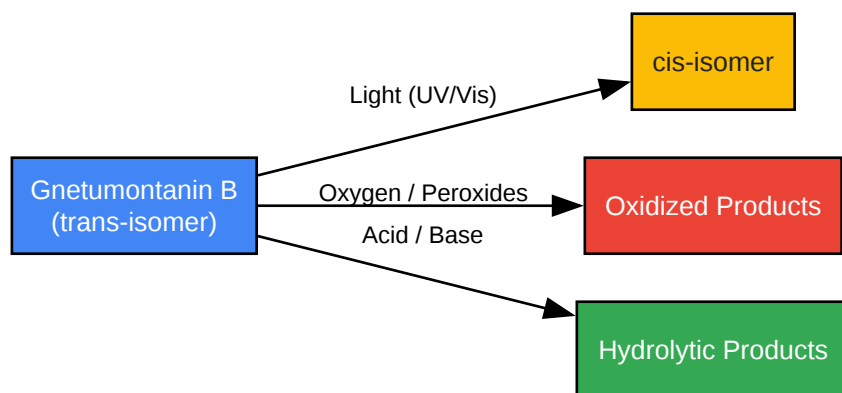 cis-isomer
Light (UV/Vis)
Gnetumontanin B
(trans-isomer)
Oxygen / Peroxides
Oxidized Products
Acid / Base
Hydrolytic Products